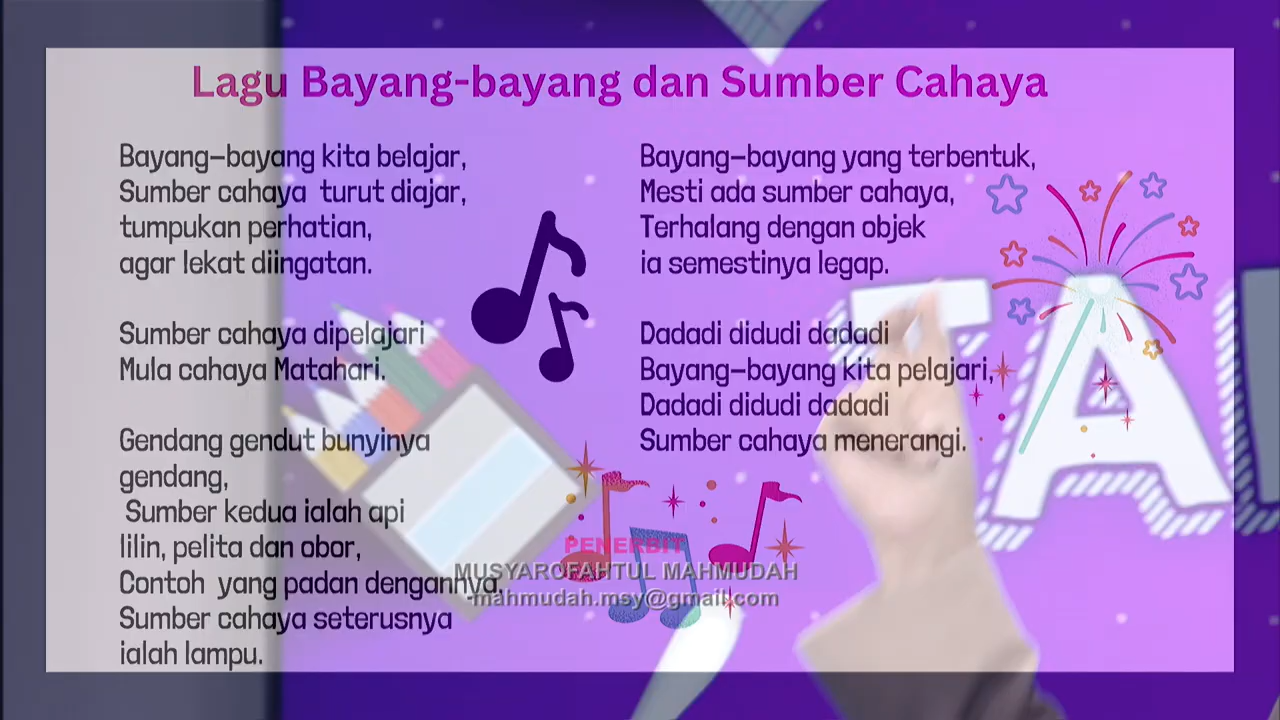 Lagu Bayang-bayang dan Sumber Cahaya
Bayang-bayang kita belajar,
Sumber cahaya  turut diajar,
tumpukan perhatian,
agar lekat diingatan.
Sumber cahaya dipelajari
Mula cahaya Matahari.
Gendang gendut bunyinya
gendang,
Sumber kedua ialah api
lilin, pelita dan obor,
Contoh  yang padan dengannya.
Sumber cahaya seterusnya
ialah lampu.
Bayang-bayang yang terbentuk,
Mesti ada sumber cahaya,
Terhalang dengan objek
ia semestinya legap.
Dadadi didudi dadadi
Bayang-bayang kita pelajari,
Dadadi didudi dadadi
Sumber cahaya menerangi.
TA
PENERBIT
MUSYAROFAHTUL MAHMUDAH
mahmudah.msy@gmail.com